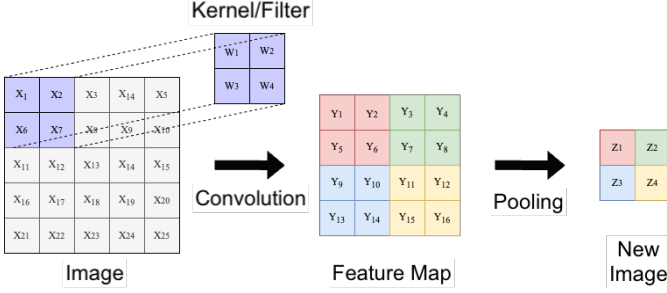 Kernel/Filter
W1 W2
W3 W4
X1 X2 X3 X14 X5
X6 X7 X8 X9 X10
X11 X12 X13 X14 X15
X16 X17 X18 X19 X20
X21 X22 X23 X24 X25
Image
Convolution
Y1 Y2 Y3 Y4
Y5 Y6 Y7 Y8
Y9 Y10 Y11 Y12
Y13 Y14 Y15 Y16
Feature Map
Pooling
Z1 Z2
Z3 Z4
New
Image